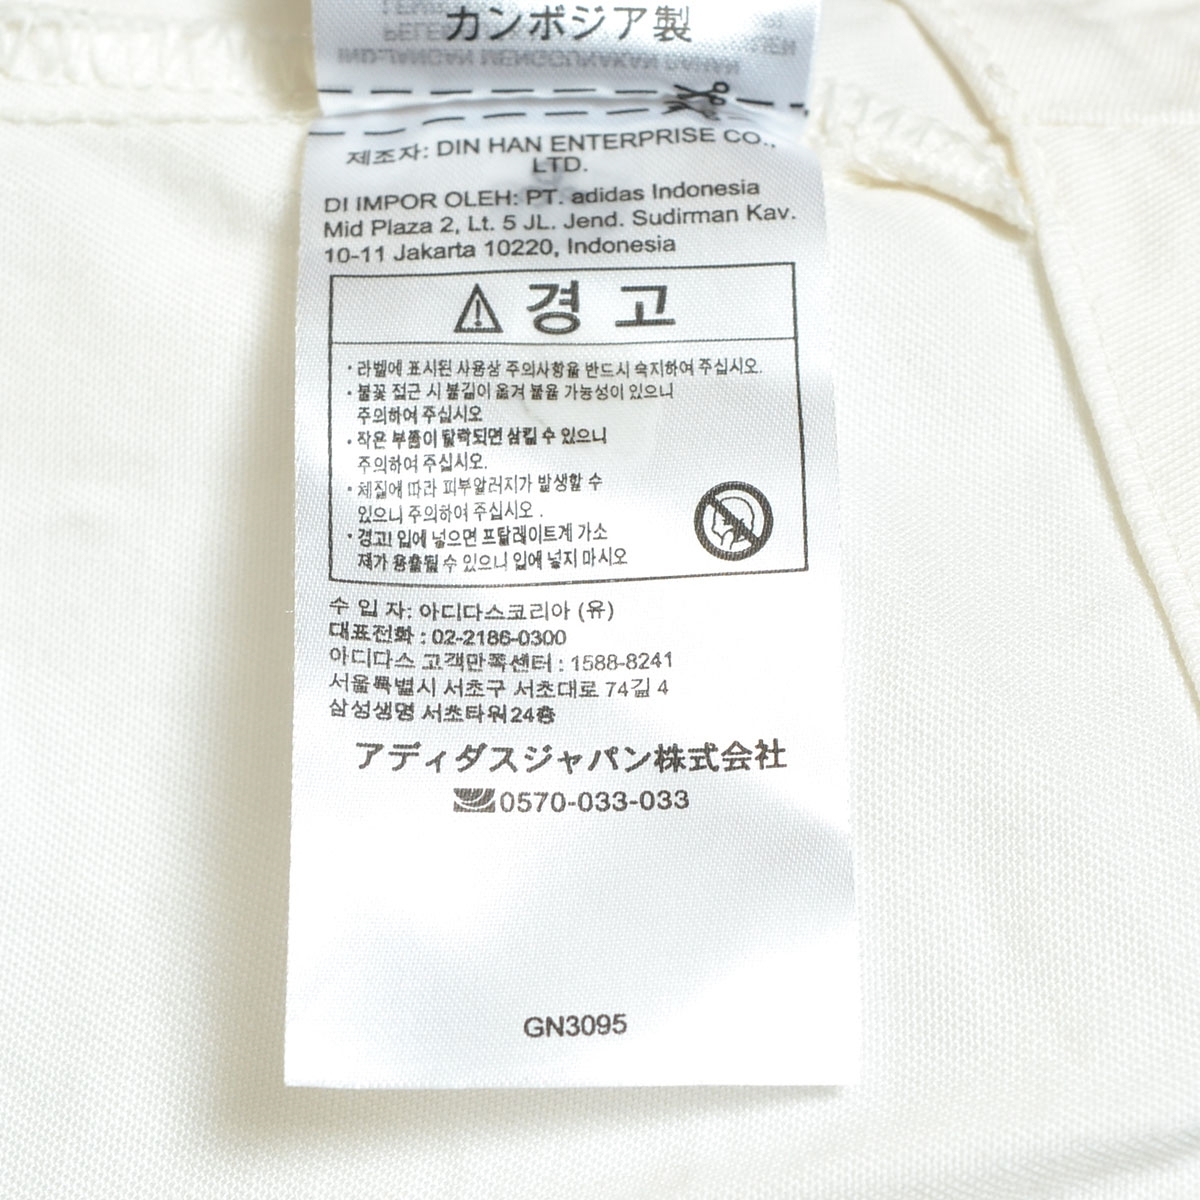 カンボジア製
제조자: DIN HAN ENTERPRISE CO.,
LTD.
DI IMPOR OLEH: PT. adidas Indonesia
Mid Plaza 2, Lt. 5 JL. Jend. Sudirman Kav.
10-11 Jakarta 10220, Indonesia
경 고
· 라벨에 표시된 사용상 주의사항을 반드시 숙지하여 주십시오.
· 불꽃 접근 시 불길이 옮겨 붙을 가능성이 있으니
주의하여 주십시오
· 작은 부품이 탈락되면 삼킬 수 있으니
주의하여 주십시오.
· 체질에 따라 피부알러지가 발생할 수
있으니 주의하여 주십시오 .
· 경고! 입에 넣으면 프탈레이트계 가소
제가 용출될 수 있으니 입에 넣지 마시오
수 입 자: 아디다스코리아 (유)
대표전화 : 02-2186-0300
아디다스 고객만족센터 : 1588-8241
서울특별시 서초구 서초대로 74길 4
삼성생명 서초타워24층
アディダスジャパン株式会社
0570-033-033
GN3095